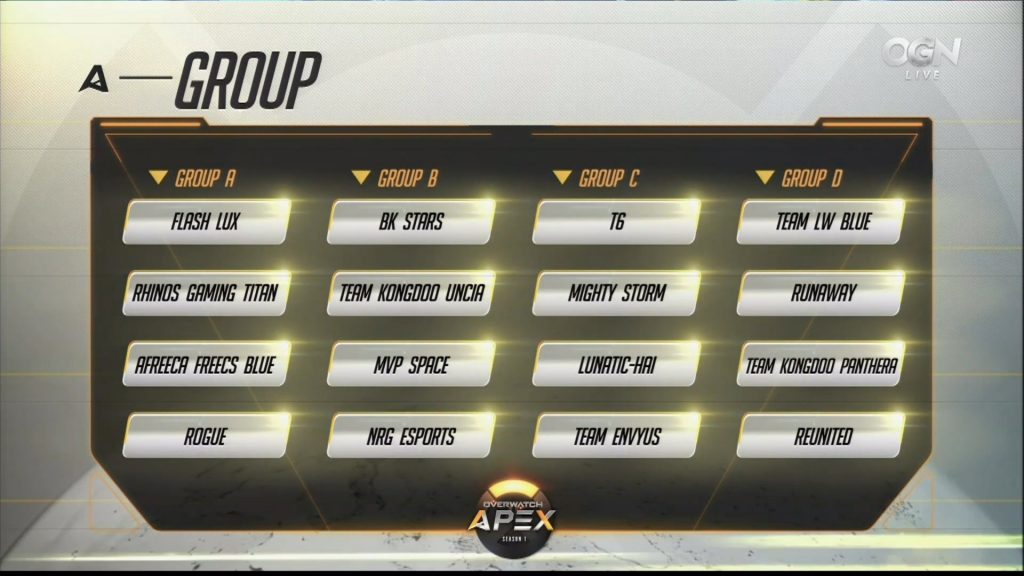 A — GROUP
OGN
LIVE
GROUP A
GROUP B
GROUP C
GROUP D
FLASH LUX
BK STARS
T6
TEAM LW BLUE
RHINOS GAMING TITAN
TEAM KONGDOO UNCIA
MIGHTY STORM
RUNAWAY
AFREECA FREECS BLUE
MVP SPACE
LUNATIC-HAI
TEAM KONGDOO PANTHERA
ROGUE
NRG ESPORTS
TEAM ENVYUS
REUNITED
OVERWATCH
APEX
SEASON 1